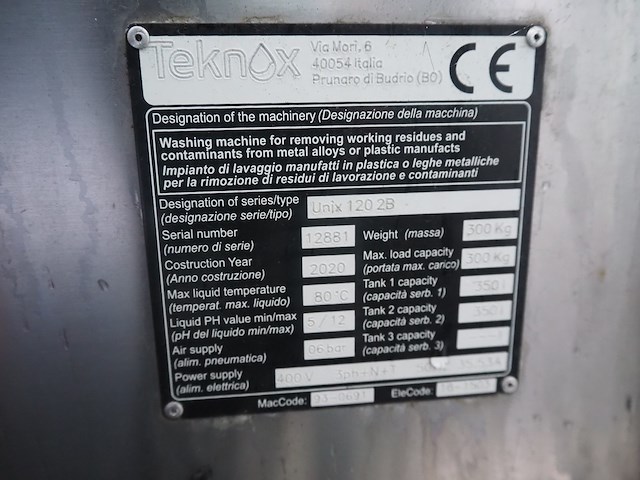 Teknox
Via Mori, 6
40054 Italia
Prunaro di Budrio (BO)
CE
Designation of the machinery (Designazione della macchina)
Washing machine for removing working residues and
contaminants from metal alloys or plastic manufacts
Impianto di lavaggio manufatti in plastica o leghe metalliche
per la rimozione di residui di lavorazione e contaminanti
Designation of series/type
(designazione serie/tipo)
Unix 120 2B
Serial number
(numero di serie)
12881
Weight (massa)
300 Kg
Costruction Year
(Anno costruzione)
2020
Max. load capacity
(portata max. carico)
300 Kg
Max liquid temperature
(temperat. max. liquido)
80°C
Tank 1 capacity
(capacità serb. 1)
350 l
Liquid PH value min/max
(pH del liquido min/max)
5 / 12
Tank 2 capacity
(capacità serb. 2)
350 l
Air supply
(alim. pneumatica)
06 bar
Tank 3 capacity
(capacità serb. 3)
Power supply
(alim. elettrica)
400 V 3ph+N+T
MacCode:
EleCode: